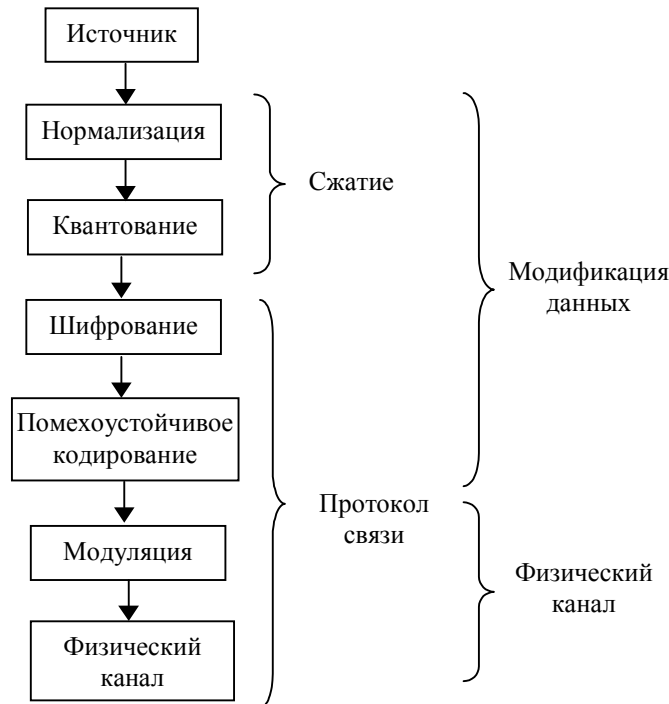 Источник
Нормализация
Сжатие
Квантование
Модификация
данных
Шифрование
Помехоустойчивое
кодирование
Протокол
связи
Модуляция
Физический
канал
Физический
канал